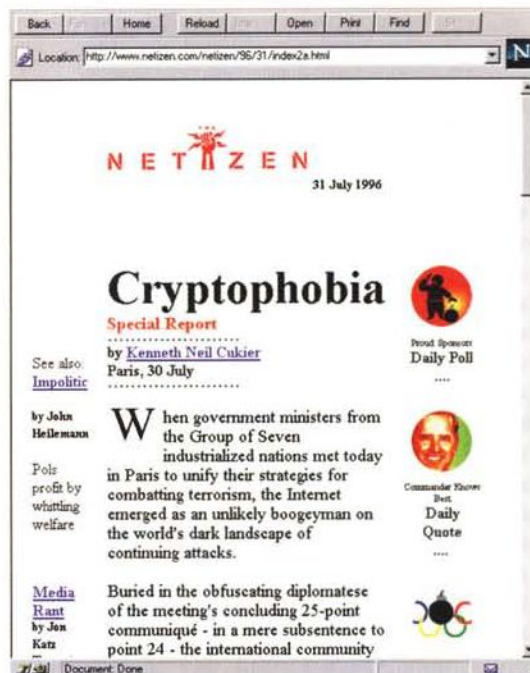 Back Home Reload Open Print Find
Location: http://www.netizen.com/netizen/96/31/index2a.html
N
THE
NETIZEN
31 July 1996
Cryptophobia
Special Report
by Kenneth Neil Cukier
Paris, 30 July
When government ministers from
the Group of Seven
industrialized nations met today
in Paris to unify their strategies for
combatting terrorism, the Internet
emerged as an unlikely boogeyman on
the world's dark landscape of
continuing attacks.
Buried in the obfuscating diplomatese
of the meeting's concluding 25-point
communiqué - in a mere subsentence to
point 24 - the international community
See also:
Impolitic
by John
Heilemann
Pols
profit by
whittling
welfare
Media
Rant
by Jon
Katz
Proud Sponsors
Daily Poll
Commander Knows
Best
Daily
Quote
Document: Done